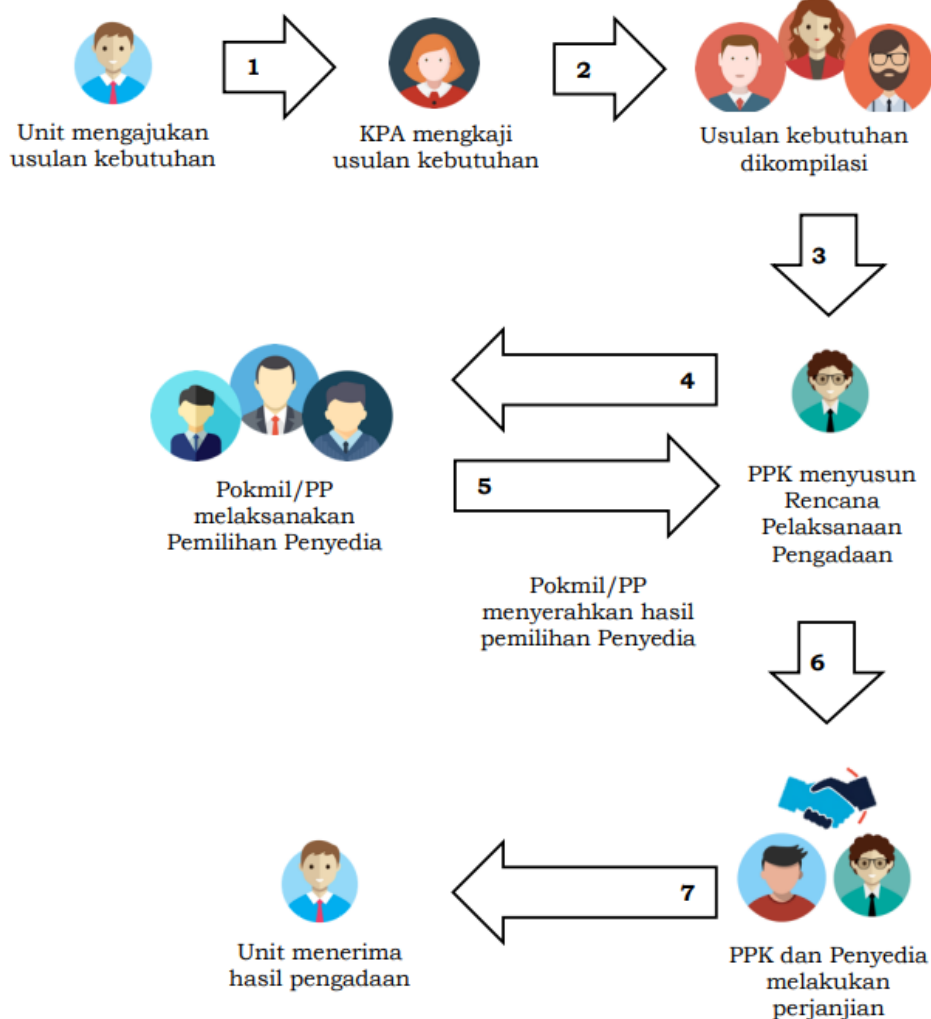 1
2
Unit mengajukan
usulan kebutuhan
KPA mengkaji
usulan kebutuhan
Usulan kebutuhan
dikompilasi
3
4
5
Pokmil/PP
melaksanakan
Pemilihan Penyedia
PPK menyusun
Rencana
Pelaksanaan
Pengadaan
Pokmil/PP
menyerahkan hasil
pemilihan Penyedia
6
7
Unit menerima
hasil pengadaan
PPK dan Penyedia
melakukan
perjanjian